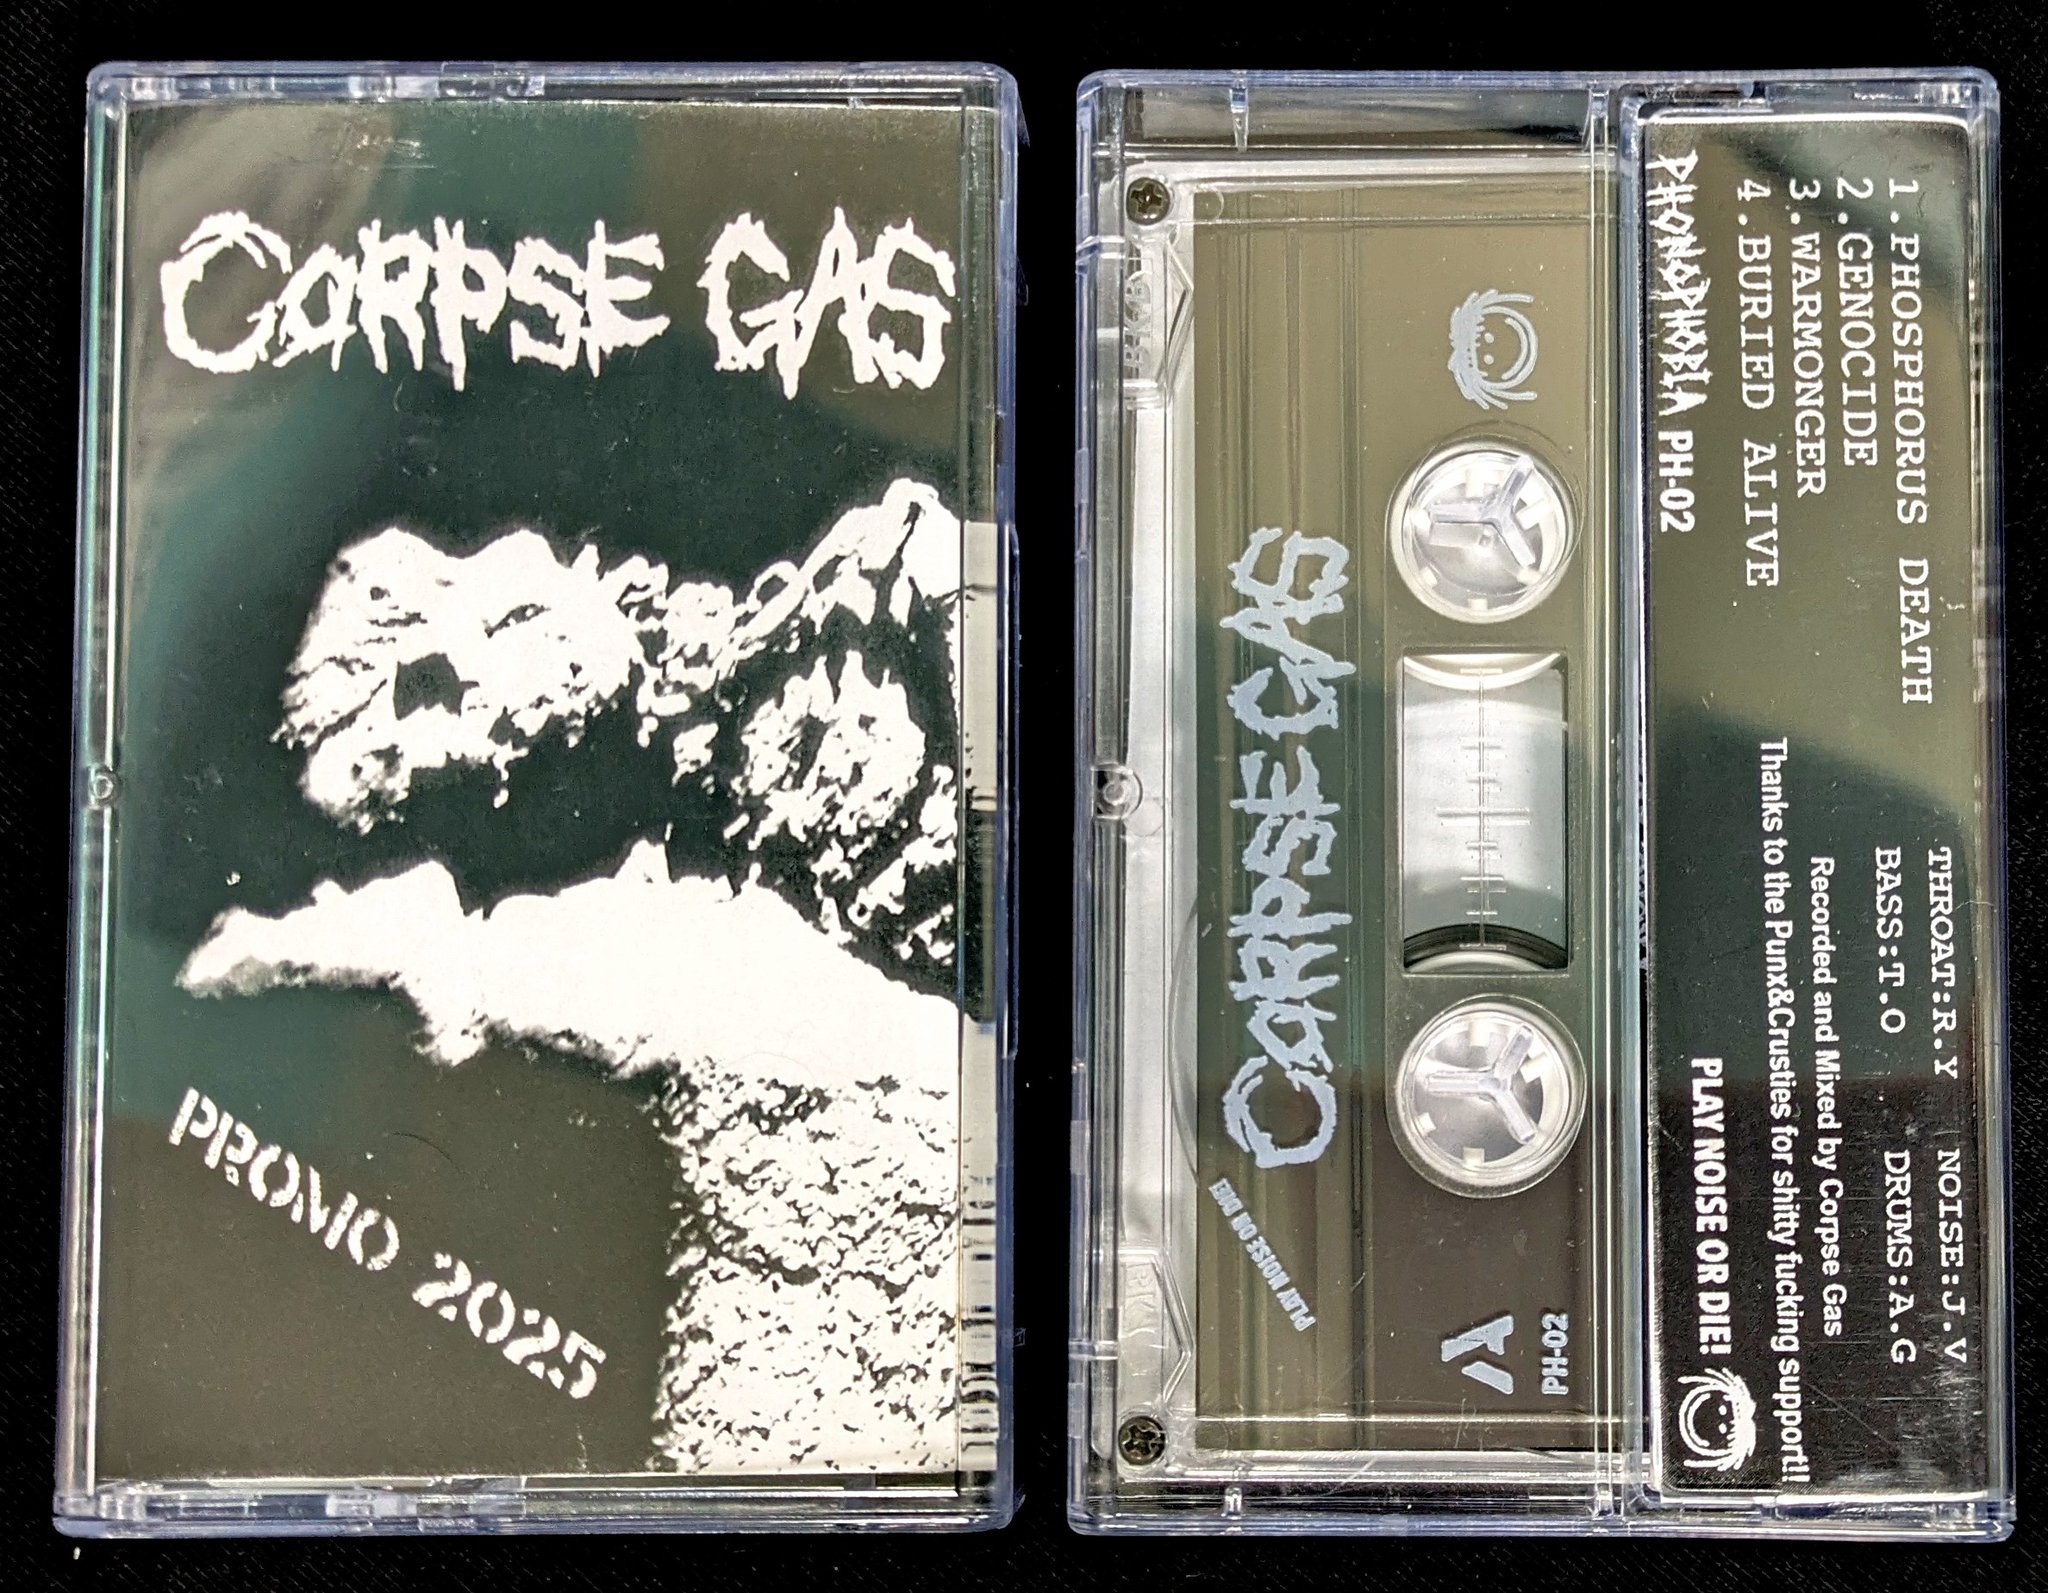 CORPSE GAS
PROMO 2025
CORPSE GAS
PLAY NOISE OR DIE!
PH-02
1.PHOSPHORUS DEATH
2.GENOCIDE
3.WARMONGER
4.BURIED ALIVE
PHONOPHOBIA PH-02
THROAT:R.Y NOISE:J.V
BASS:T.O DRUMS:A.G
Recorded and Mixed by Corpse Gas
Thanks to the Punx&Crusties for shitty fucking support!!
PLAY NOISE OR DIE!